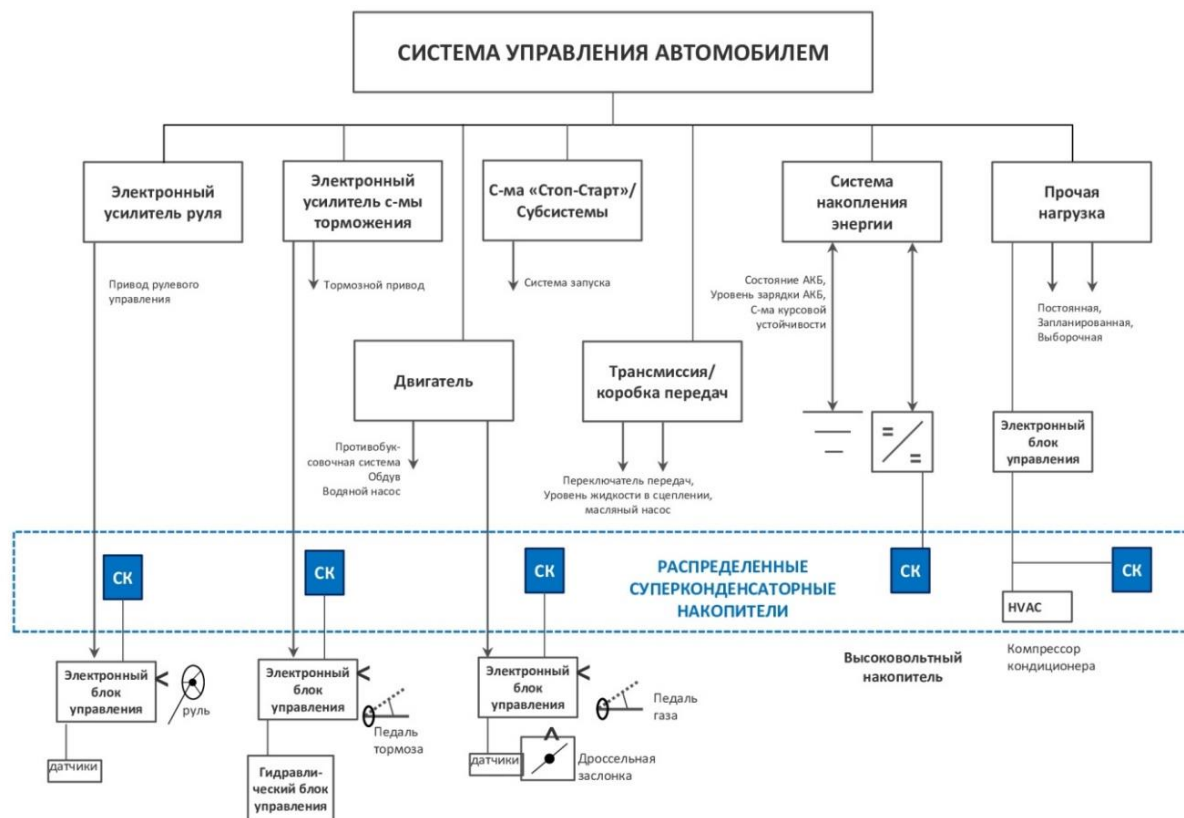 СИСТЕМА УПРАВЛЕНИЯ АВТОМОБИЛЕМ
Электронный
усилитель руля
Электронный
усилитель с-мы
торможения
С-ма «Стоп-Старт»/
Субсистемы
Система
накопления
энергии
Прочая
нагрузка
Привод рулевого
управления
Тормозной привод
Система запуска
Состояние АКБ,
Уровень зарядки АКБ,
С-ма курсовой
устойчивости
Постоянная,
Запланированная,
Выборочная
Двигатель
Трансмиссия/
коробка передач
Электронный
блок
управления
Противобук-
совочная система
Обдув
Водяной насос
Переключатель передач,
Уровень жидкости в сцеплении,
масляный насос
СК
СК
СК
РАСПРЕДЕЛЕННЫЕ
СУПЕРКОНДЕНСАТОРНЫЕ
НАКОПИТЕЛИ
СК
СК
HVAC
Электронный
блок
управления
руль
Электронный
блок
управления
Педаль
тормоза
Электронный
блок
управления
Педаль
газа
Высоковольтный
накопитель
Компрессор
кондиционера
датчики
Гидравли-
ческий блок
управления
датчики
Дроссельная
заслонка